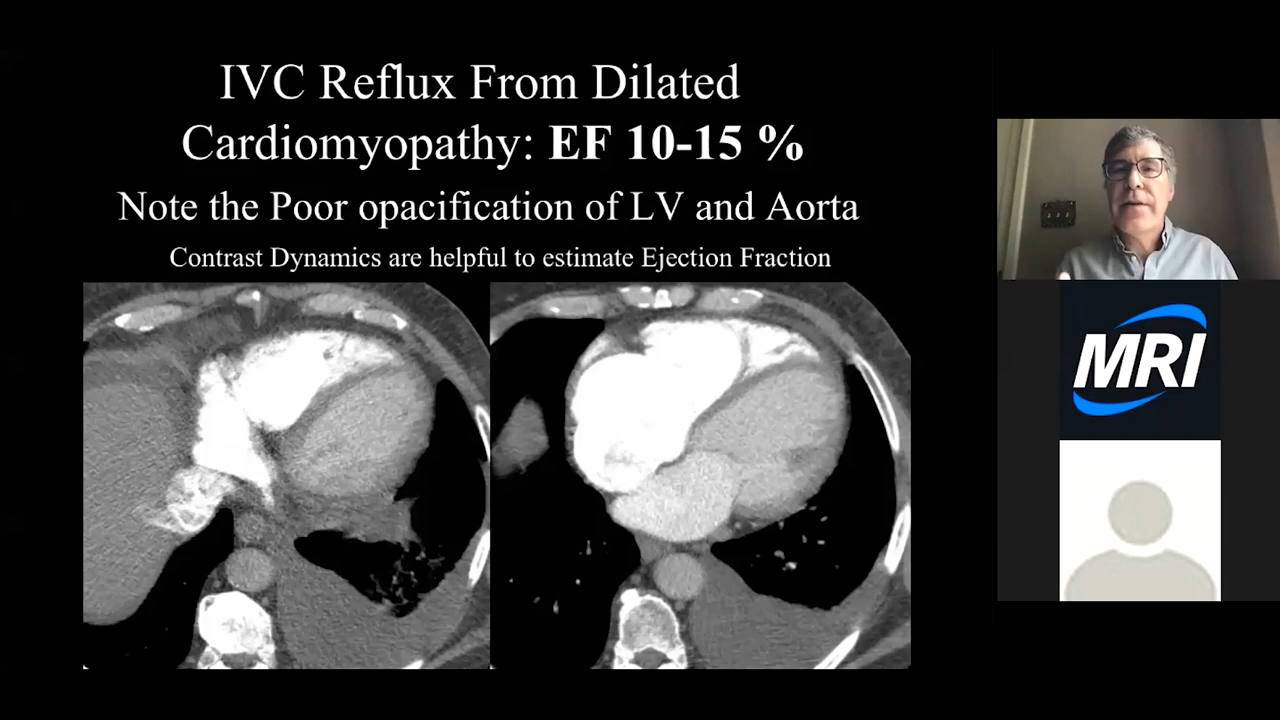 IVC Reflux From Dilated
Cardiomyopathy: EF 10-15 %
Note the Poor opacification of LV and Aorta
Contrast Dynamics are helpful to estimate Ejection Fraction
MRI